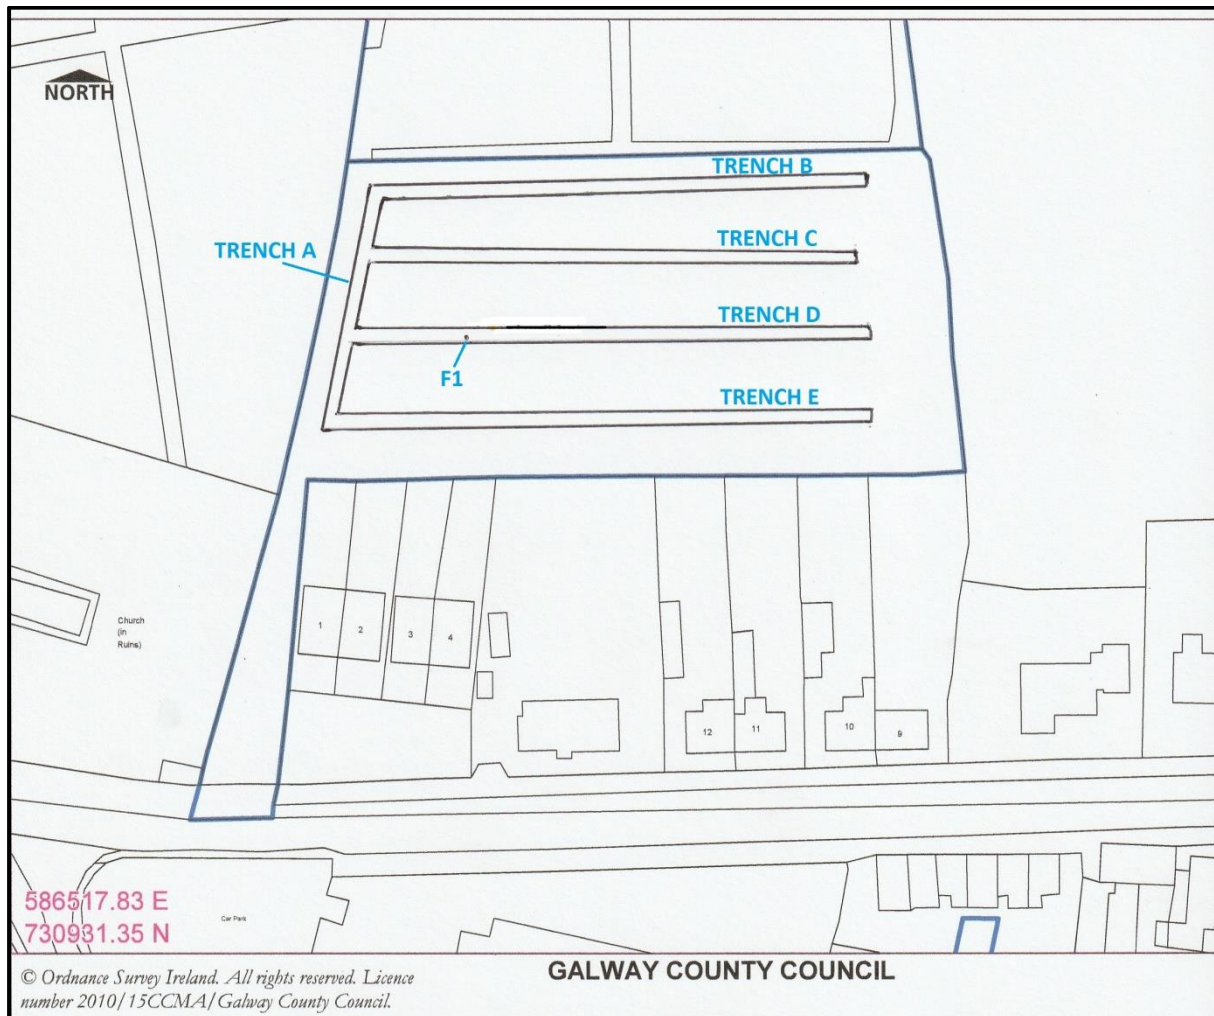 NORTH
TRENCH B
TRENCH A
TRENCH C
TRENCH D
F1
TRENCH E
Church
(in
Ruins)
1
2
3
4
12
11
10
9
Car Park
586517.83 E
730931.35 N
© Ordnance Survey Ireland. All rights reserved. Licence
number 2010/15CCMA/Galway County Council.
GALWAY COUNTY COUNCIL